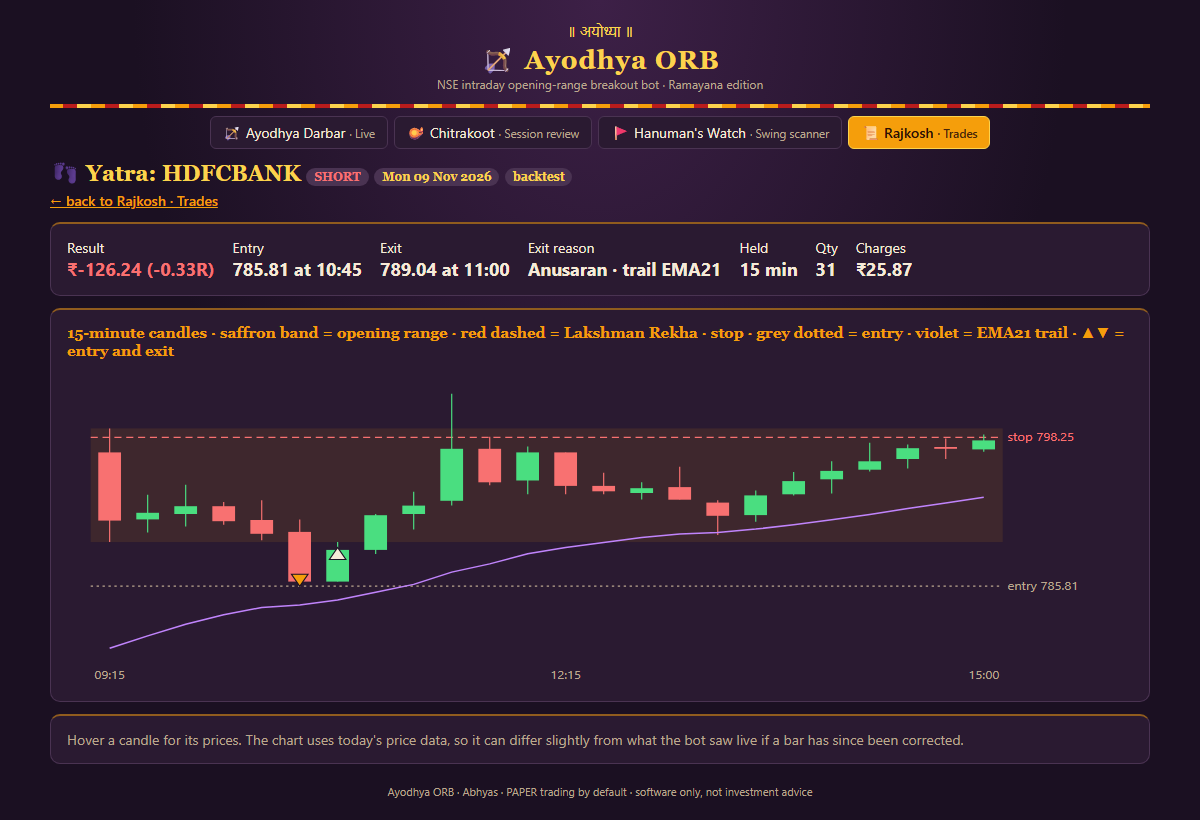 ॥ अयोध्या ॥
🏹 Ayodhya ORB
NSE intraday opening-range breakout bot · Ramayana edition
Ayodhya Darbar · Live
Chitrakoot · Session review
Hanuman's Watch · Swing scanner
Rajkosh · Trades
Yatra: HDFCBANK SHORT Mon 09 Nov 2026 backtest
← back to Rajkosh · Trades
Result Entry Exit Exit reason Held Qty Charges
₹-126.24 (-0.33R) 785.81 at 10:45 789.04 at 11:00 Anusaran · trail EMA21 15 min 31 ₹25.87
15-minute candles · saffron band = opening range · red dashed = Lakshman Rekha · stop · grey dotted = entry · violet = EMA21 trail · ▲▼ =
entry and exit
stop 798.25
entry 785.81
09:15 12:15 15:00
Hover a candle for its prices. The chart uses today's price data, so it can differ slightly from what the bot saw live if a bar has since been corrected.
Ayodhya ORB · Abhyas · PAPER trading by default · software only, not investment advice